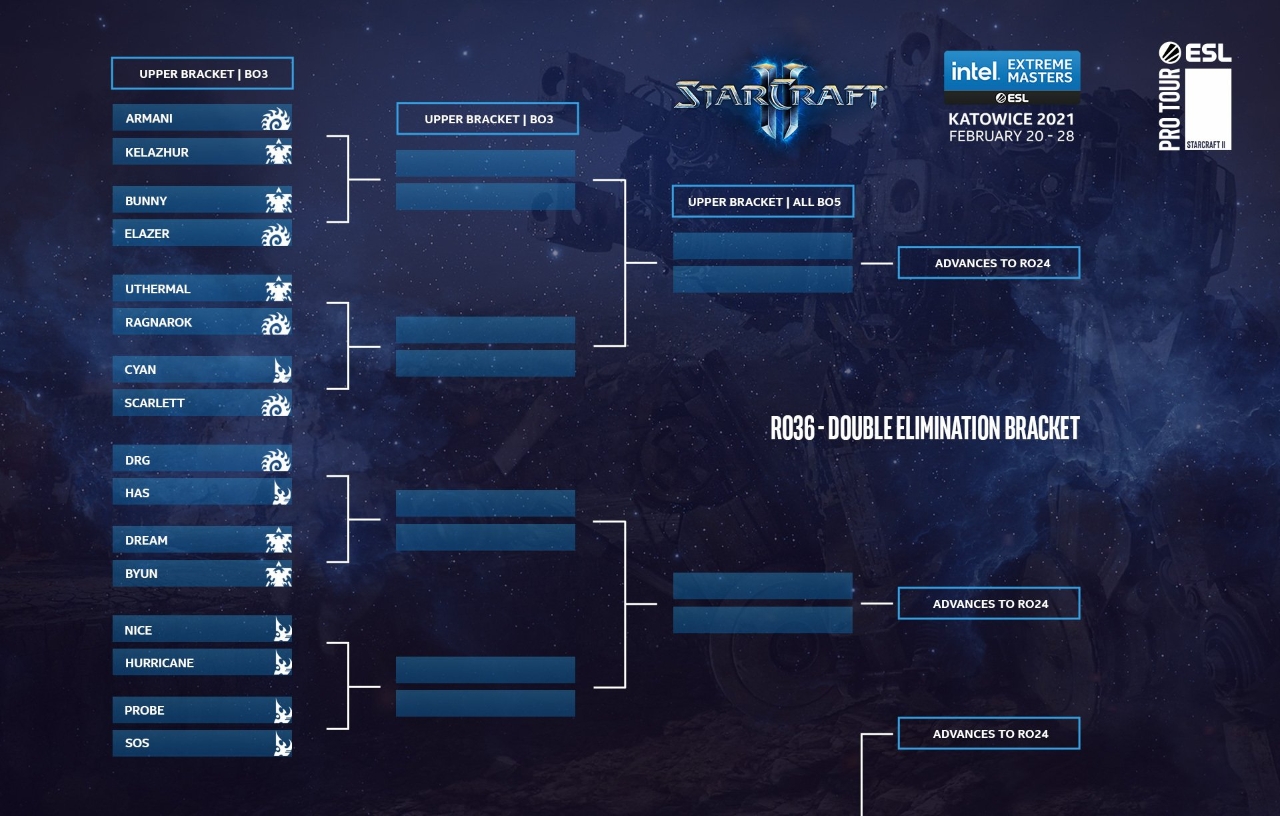 UPPER BRACKET | BO3
ARMANI
KELAZHUR
BUNNY
ELAZER
UTHERMAL
RAGNAROK
CYAN
SCARLETT
DRG
HAS
DREAM
BYUN
NICE
HURRICANE
PROBE
SOS
UPPER BRACKET | BO3
STARCRAFT II
UPPER BRACKET | ALL BO5
intel. EXTREME
MASTERS
ESL
KATOWICE 2021
FEBRUARY 20 - 28
ESL
PRO TOUR
STARCRAFT II
ADVANCES TO RO24
RO36 - DOUBLE ELIMINATION BRACKET
ADVANCES TO RO24
ADVANCES TO RO24